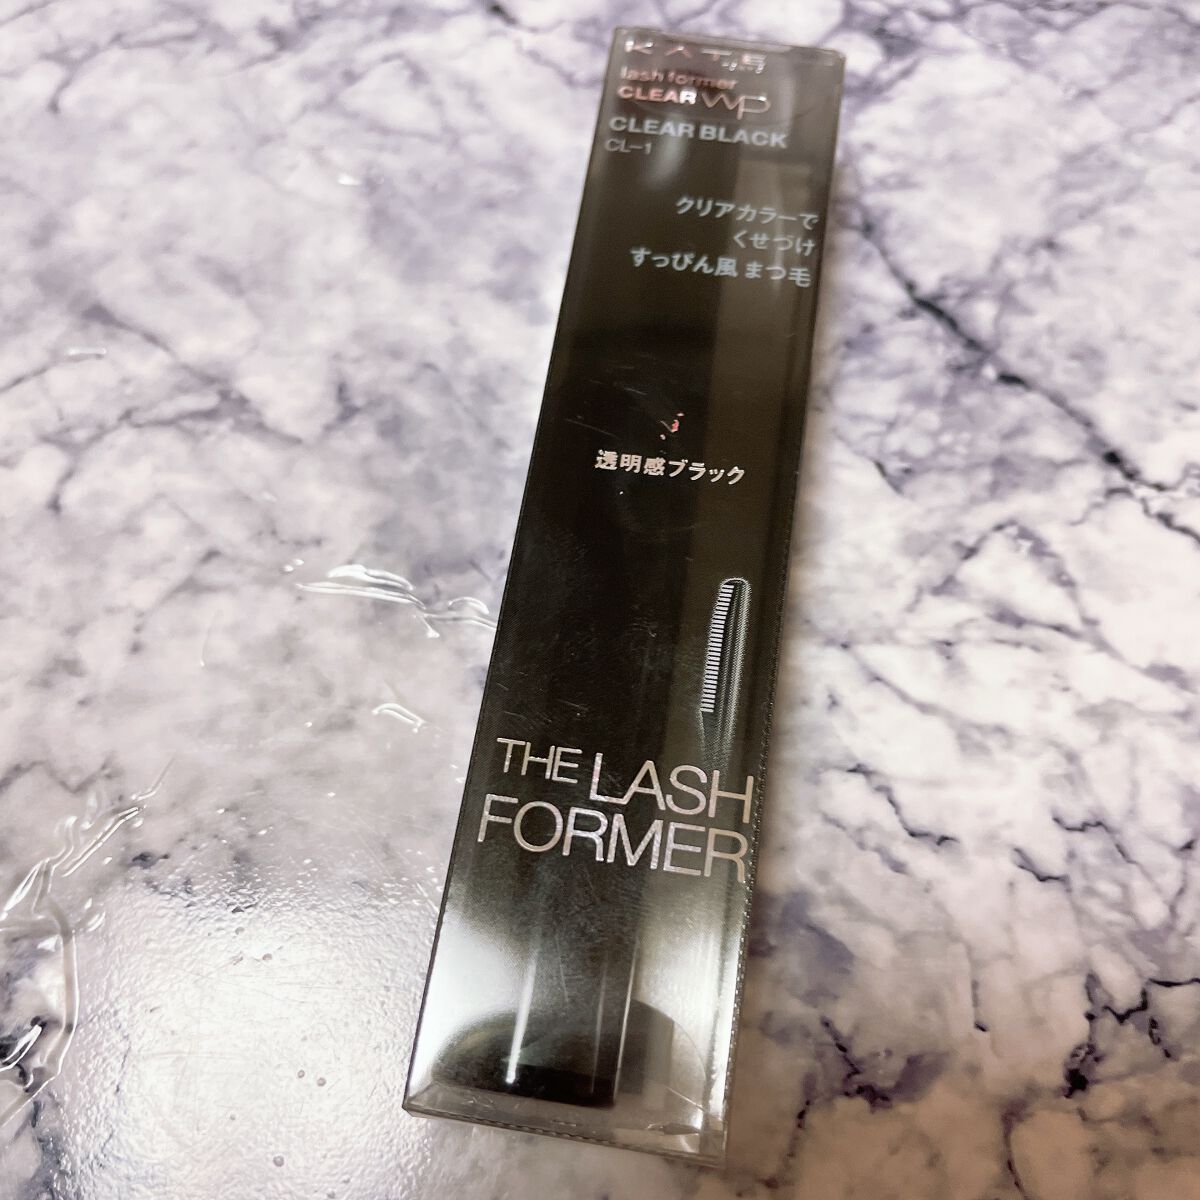 KATE
lash former
CLEAR WP
CLEAR BLACK
CL-1
クリアカラーで
くせづけ
すっぴん風 まつ毛
透明感ブラック
THE LASH
FORMER